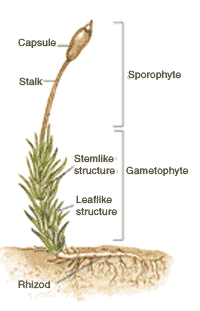 Capsule
Stalk
Sporophyte
Stemlike
structure
Gametophyte
Leaflike
structure
Rhizod